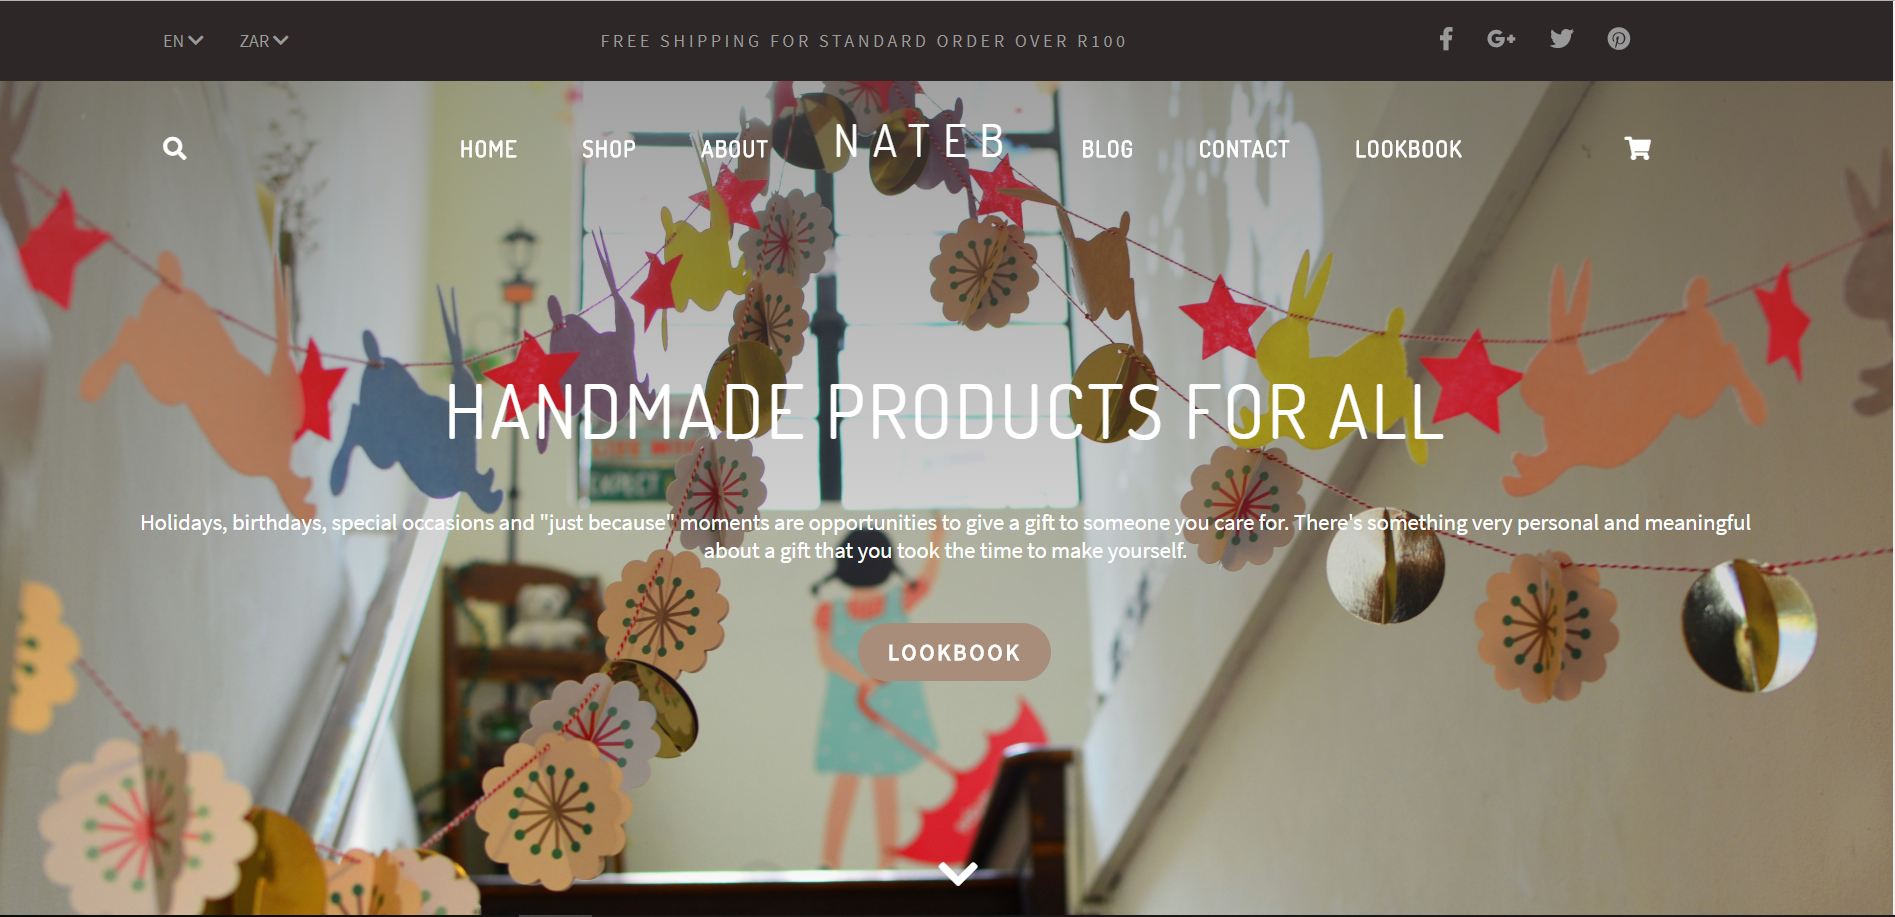 EN ZAR FREE SHIPPING FOR STANDARD ORDER OVER R100
HOME SHOP ABOUT NATEB BLOG CONTACT LOOKBOOK
HANDMADE PRODUCTS FOR ALL
Holidays, birthdays, special occasions and "just because" moments are opportunities to give a gift to someone you care for. There's something very personal and meaningful
about a gift that you took the time to make yourself.
LOOKBOOK